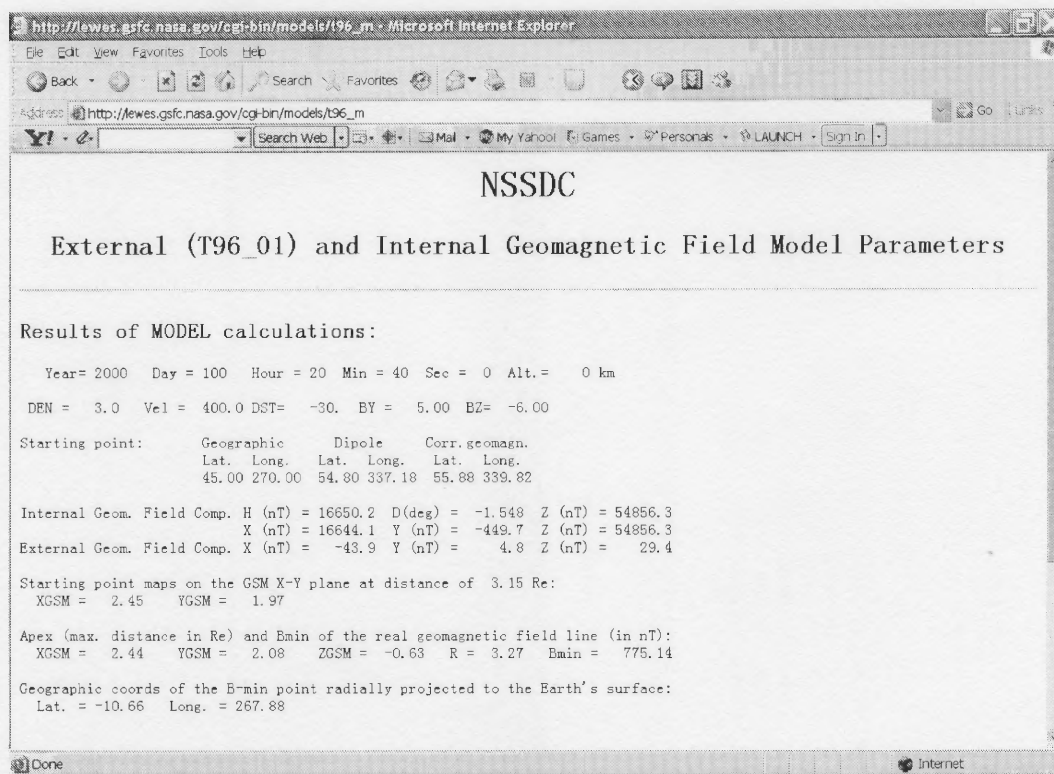 http://lewes.gsfc.nasa.gov/cgi-bin/models/t96_m - Microsoft Internet Explorer
File Edit View Favorites Tools Help
Back Search Favorites
Address http://lewes.gsfc.nasa.gov/cgi-bin/models/t96_m Go Links
Y! Search Web Mail My Yahoo! Games Personals LAUNCH Sign In
NSSDC
External (T96_01) and Internal Geomagnetic Field Model Parameters
Results of MODEL calculations:
Year= 2000 Day = 100 Hour = 20 Min = 40 Sec = 0 Alt.= 0 km
DEN = 3.0 Vel = 400.0 DST= -30. BY = 5.00 BZ= -6.00
Starting point: Geographic Dipole Corr.geomagn.
Lat. Long. Lat. Long. Lat. Long.
45.00 270.00 54.80 337.18 55.88 339.82
Internal Geom. Field Comp. H (nT) = 16650.2 D(deg) = -1.548 Z (nT) = 54856.3
X (nT) = 16644.1 Y (nT) = -449.7 Z (nT) = 54856.3
External Geom. Field Comp. X (nT) = -43.9 Y (nT) = 4.8 Z (nT) = 29.4
Starting point maps on the GSM X-Y plane at distance of 3.15 Re:
XGSM = 2.45 YGSM = 1.97
Apex (max. distance in Re) and Bmin of the real geomagnetic field line (in nT):
XGSM = 2.44 YGSM = 2.08 ZGSM = -0.63 R = 3.27 Bmin = 775.14
Geographic coords of the B-min point radially projected to the Earth's surface:
Lat. = -10.66 Long. = 267.88
Done Internet